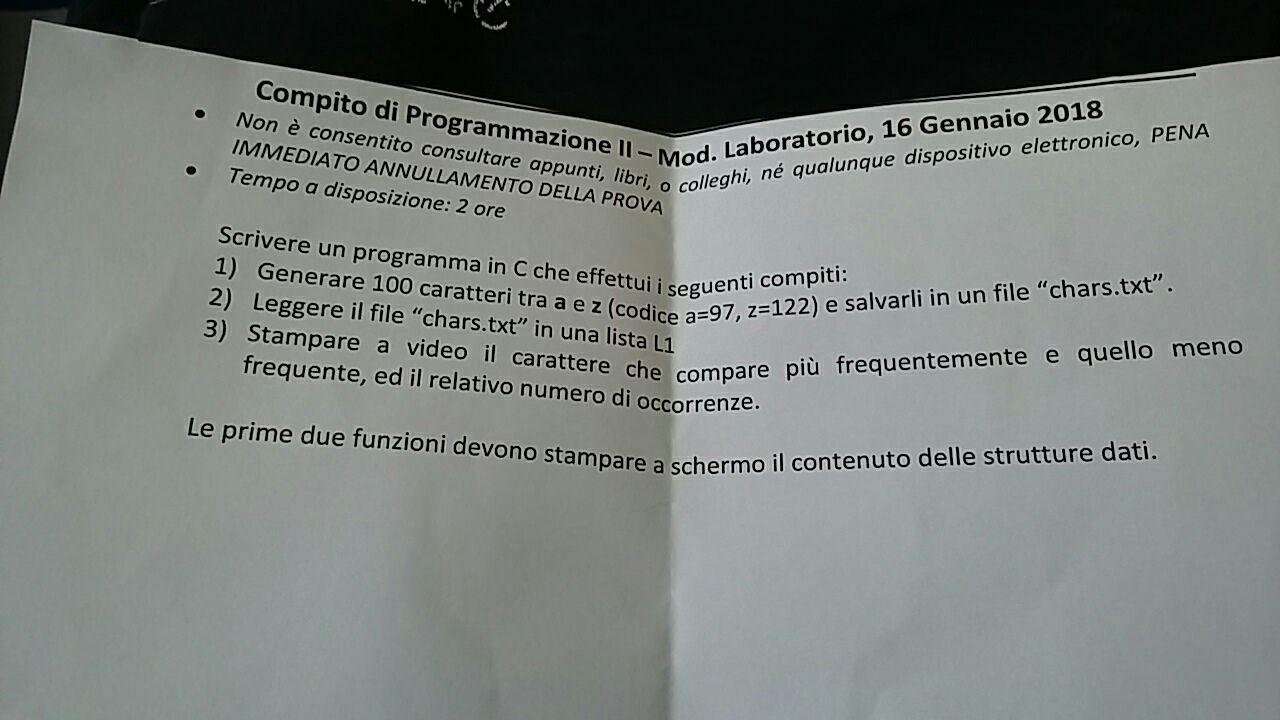 Compito di Programmazione II – Mod. Laboratorio, 16 Gennaio 2018
• Non è consentito consultare appunti, libri, o colleghi, né qualunque dispositivo elettronico, PENA
IMMEDIATO ANNULLAMENTO DELLA PROVA
• Tempo a disposizione: 2 ore
Scrivere un programma in C che effettui i seguenti compiti:
1) Generare 100 caratteri tra a e z (codice a=97, z=122) e salvarli in un file “chars.txt”.
2) Leggere il file “chars.txt” in una lista L1
3) Stampare a video il carattere che compare più frequentemente e quello meno
frequente, ed il relativo numero di occorrenze.
Le prime due funzioni devono stampare a schermo il contenuto delle strutture dati.